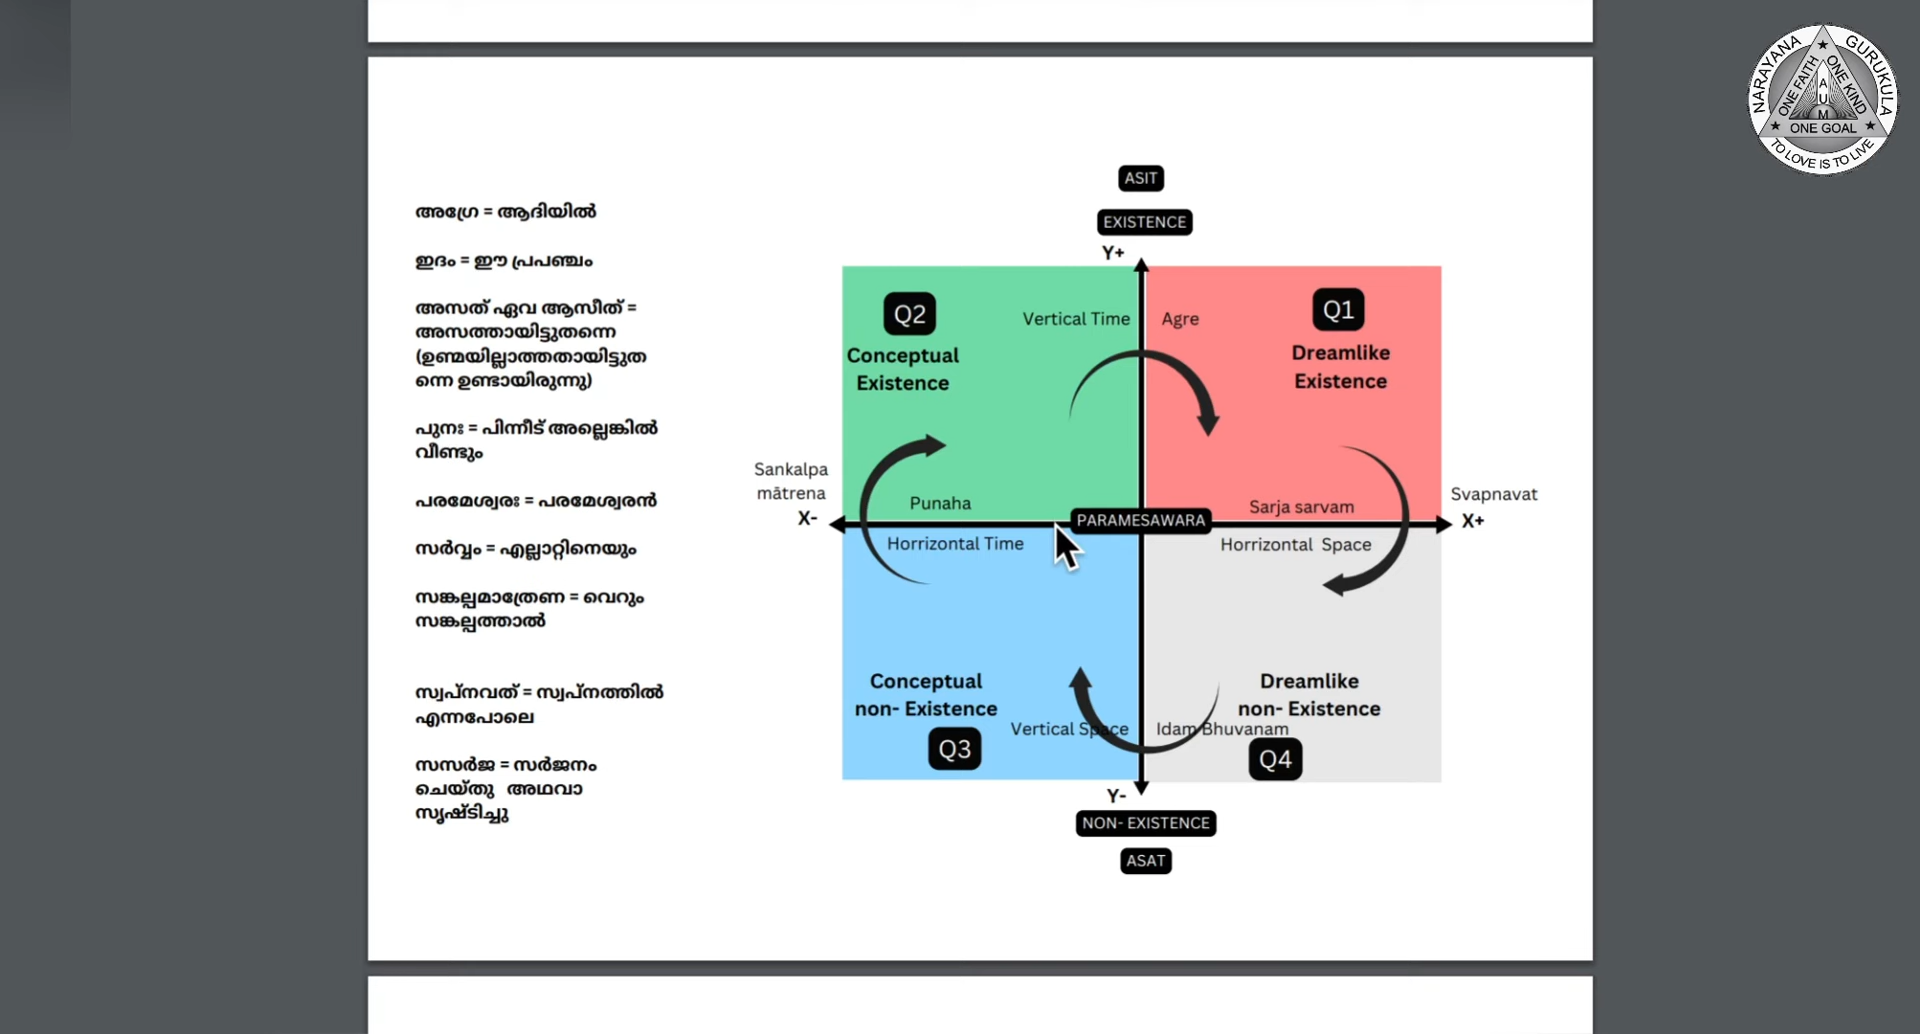 അഗ്രേ = ആദിയിൽ
ഇദം = ഈ പ്രപഞ്ചം
അസത് ഏവ ആസീത് =
അസത്തായിട്ടുതന്നെ
(ഉണ്മയില്ലാത്തതായിട്ടുത
ന്നെ ഉണ്ടായിരുന്നു)
പുനഃ = പിന്നീട് അല്ലെങ്കിൽ
വീണ്ടും
പരമേശ്വരഃ = പരമേശ്വരൻ
സർവ്വം = എല്ലാറ്റിനെയും
സങ്കല്പമാത്രേണ = വെറും
സങ്കല്പത്താൽ
സ്വപ്നവത് = സ്വപ്നത്തിൽ
എന്നപോലെ
സസർജ = സർജനം
ചെയ്തു അഥവാ
സൃഷ്ടിച്ചു
ASIT
EXISTENCE
Y+
Q2
Conceptual
Existence
Vertical Time
Agre
Q1
Dreamlike
Existence
Sankalpa
mātrena
X-
Punaha
PARAMESAWARA
Sarja sarvam
Svapnavat
X+
Horrizontal Time
Horrizontal Space
Conceptual
non- Existence
Q3
Vertical Space
Idam Bhuvanam
Dreamlike
non- Existence
Q4
Y-
NON- EXISTENCE
ASAT
NARAYANA GURUKULA
ONE FAITH
ONE KIND
AUM
ONE GOAL
TO LOVE IS TO LIVE